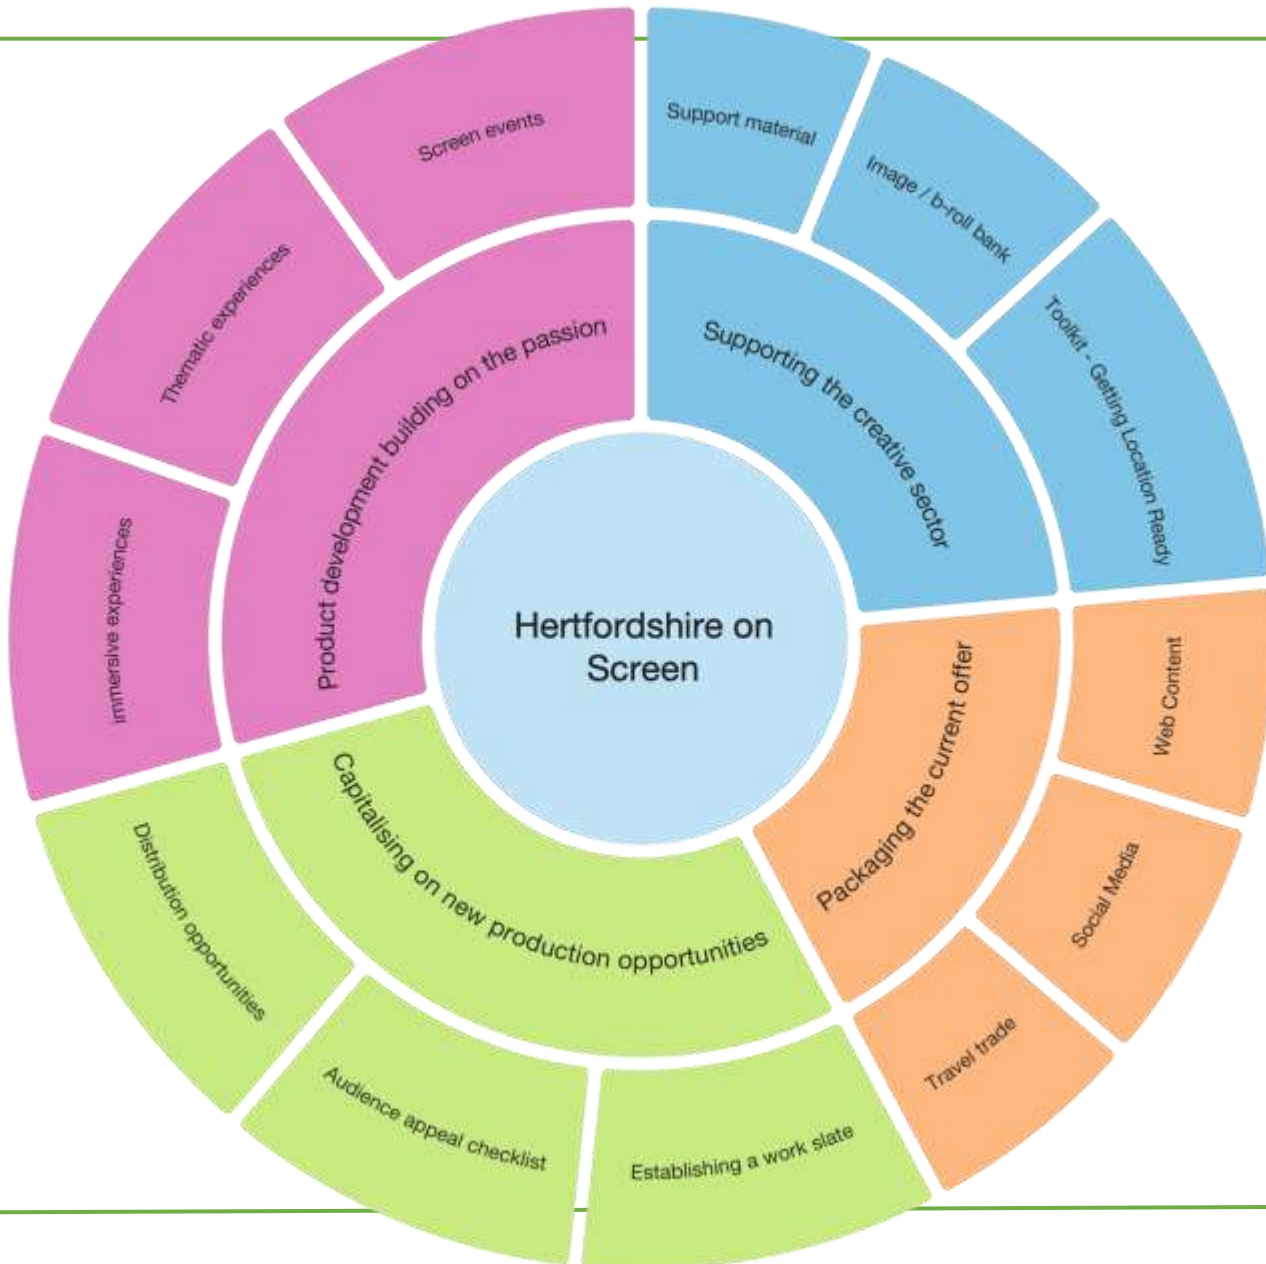 Hertfordshire on
Screen
Supporting the creative sector
Support material
Image / b-roll bank
Toolkit - Getting Location Ready
Packaging the current offer
Web Content
Social Media
Travel trade
Capitalising on new production opportunities
Establishing a work slate
Audience appeal checklist
Distribution opportunities
Product development building on the passion
immersive experiences
Thematic experiences
Screen events